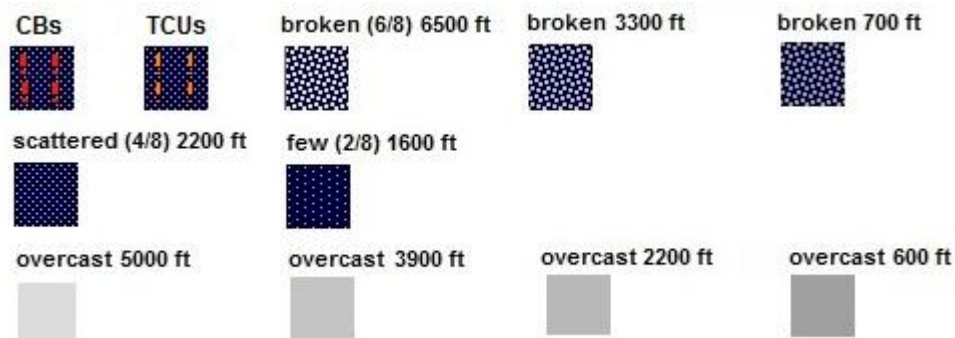 CBs TCUs broken (6/8) 6500 ft broken 3300 ft broken 700 ft
scattered (4/8) 2200 ft few (2/8) 1600 ft
overcast 5000 ft overcast 3900 ft overcast 2200 ft overcast 600 ft